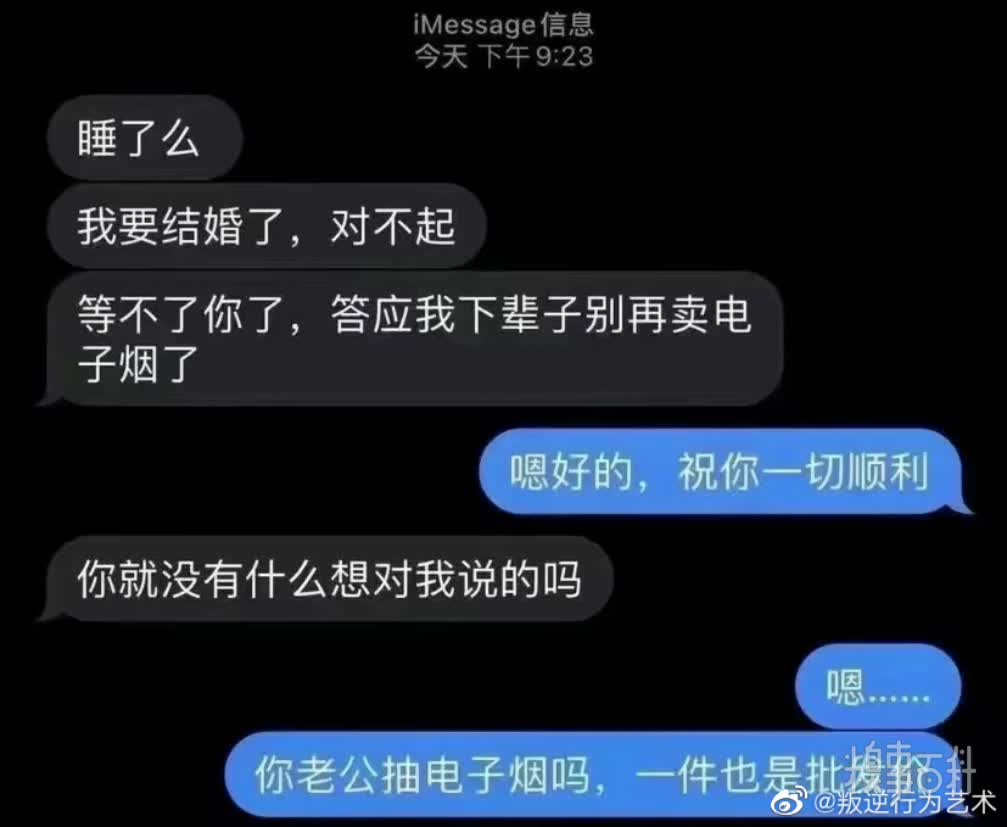 iMessage信息
今天 下午9:23
睡了么
我要结婚了，对不起
等不了你了，答应我下辈子别再卖电
子烟了
嗯好的，祝你一切顺利
你就没有什么想对我说的吗
嗯……
你老公抽电子烟吗，一件也是批发价
@叛逆行为艺术